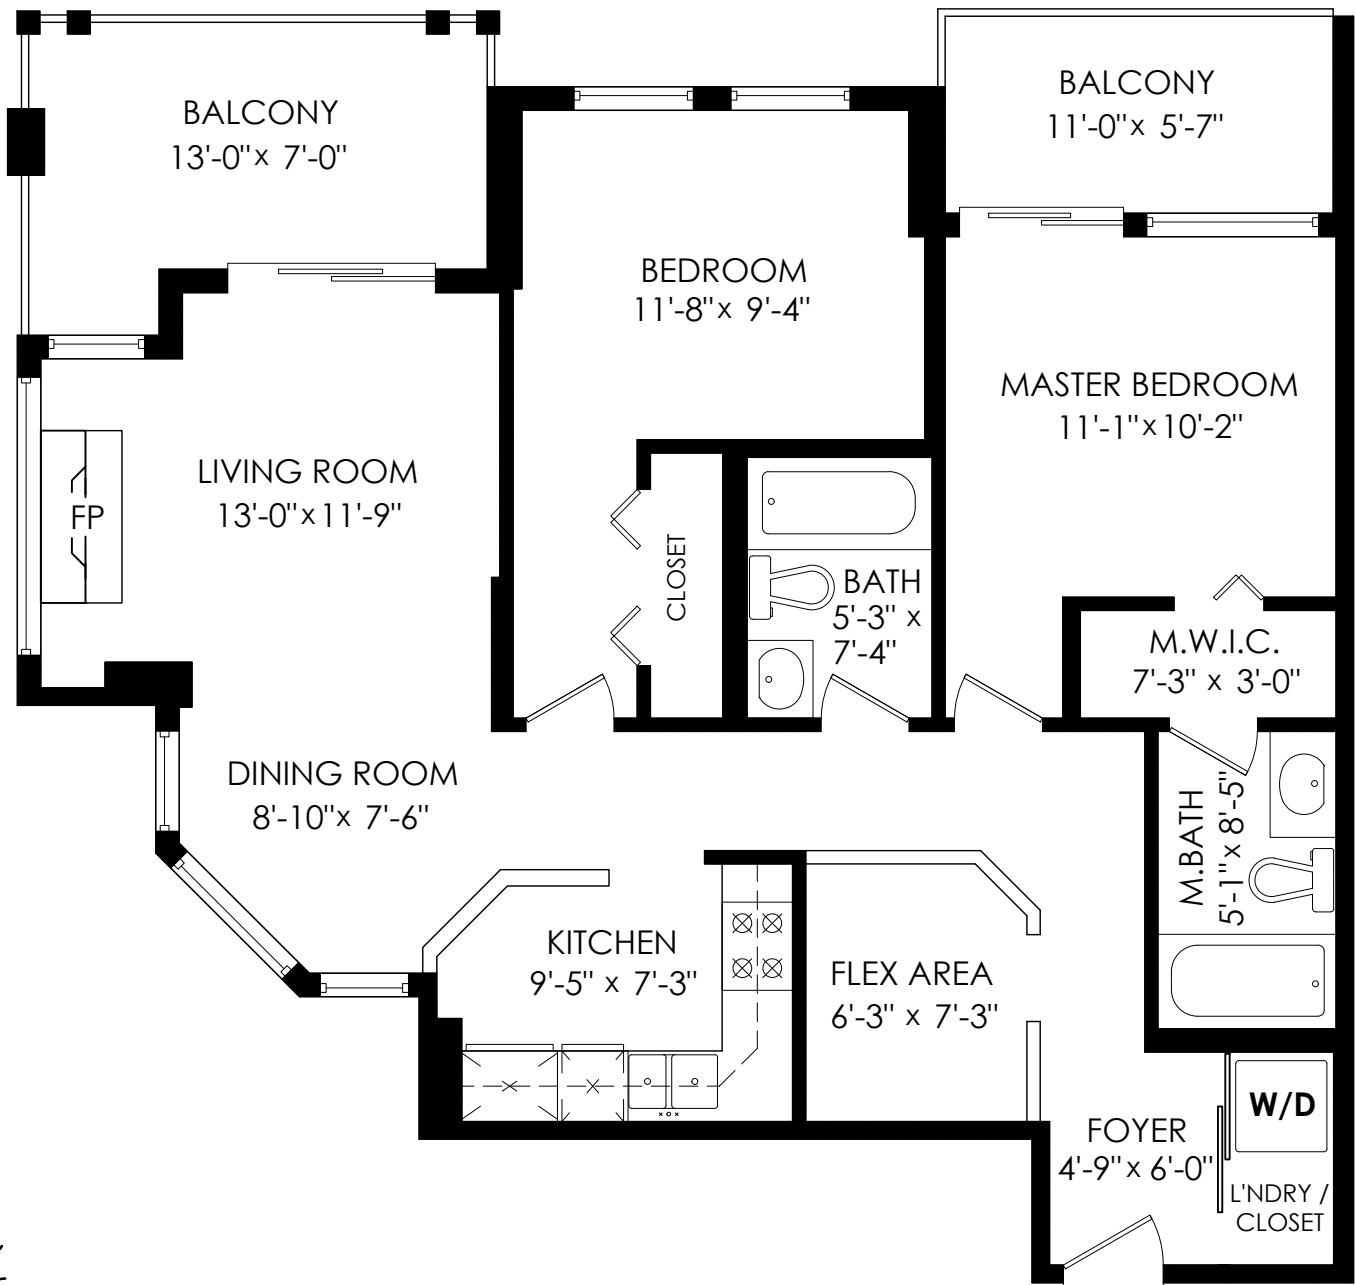 BALCONY
13'-0" x 7'-0"
BALCONY
11'-0" x 5'-7"
BEDROOM
11'-8" x 9'-4"
MASTER BEDROOM
11'-1" x 10'-2"
LIVING ROOM
13'-0" x 11'-9"
FP
CLOSET
BATH
5'-3" x
7'-4"
M.W.I.C.
7'-3" x 3'-0"
DINING ROOM
8'-10" x 7'-6"
M.BATH
5'-1" x 8'-5"
KITCHEN
9'-5" x 7'-3"
FLEX AREA
6'-3" x 7'-3"
W/D
FOYER
4'-9" x 6'-0"
L'NDRY /
CLOSET